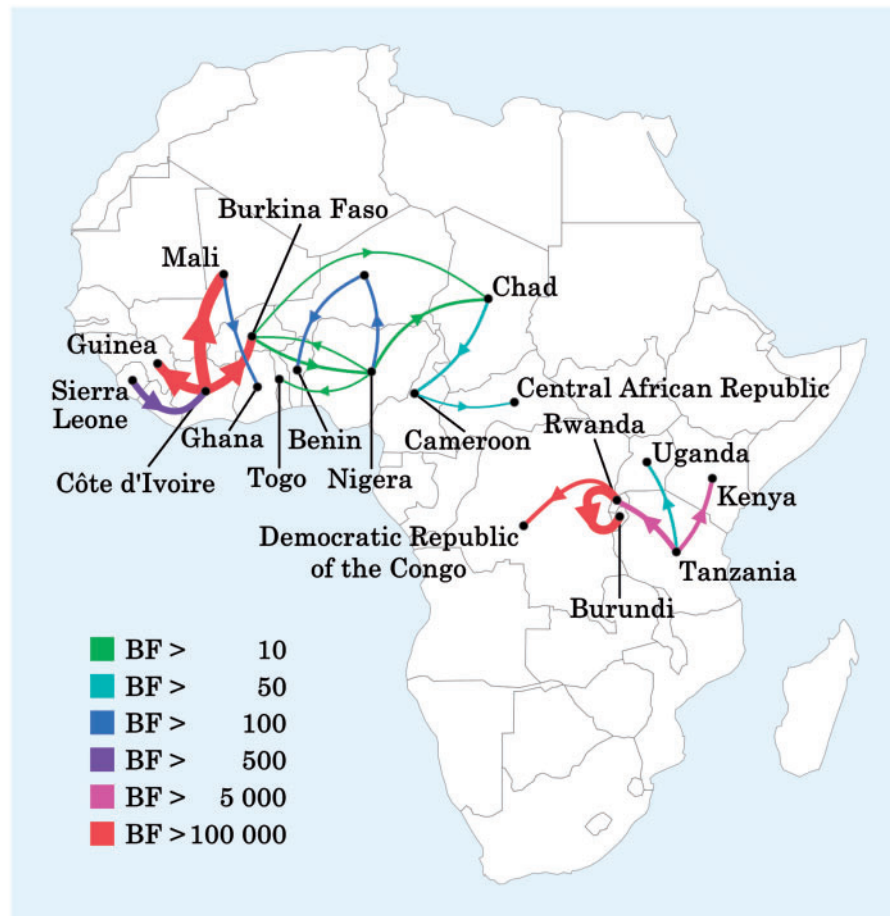 Burkina Faso
Mali
Chad
Guinea
Sierra
Leone
Central African Republic
Ghana
Benin
Cameroon
Rwanda
Uganda
Côte d'Ivoire
Togo
Nigera
Kenya
Democratic Republic
of the Congo
Tanzania
Burundi
BF > 10
BF > 50
BF > 100
BF > 500
BF > 5 000
BF > 100 000